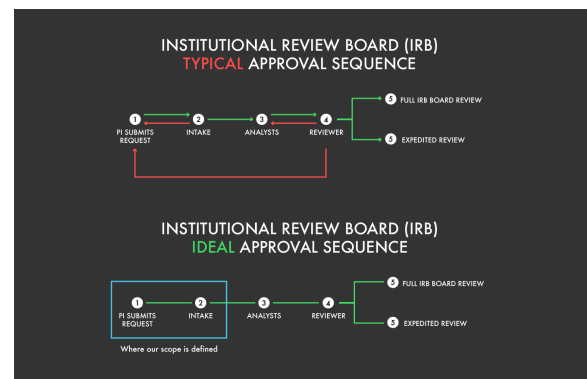 INSTITUTIONAL REVIEW BOARD (IRB)
TYPICAL APPROVAL SEQUENCE
5 FULL IRB BOARD REVIEW
1 2 3 4
PI SUBMITS
REQUEST
INTAKE
ANALYSTS
REVIEWER
5 EXPEDITED REVIEW
INSTITUTIONAL REVIEW BOARD (IRB)
IDEAL APPROVAL SEQUENCE
5 FULL IRB BOARD REVIEW
1 2 3 4
PI SUBMITS
REQUEST
INTAKE
ANALYSTS
REVIEWER
5 EXPEDITED REVIEW
Where our scope is defined